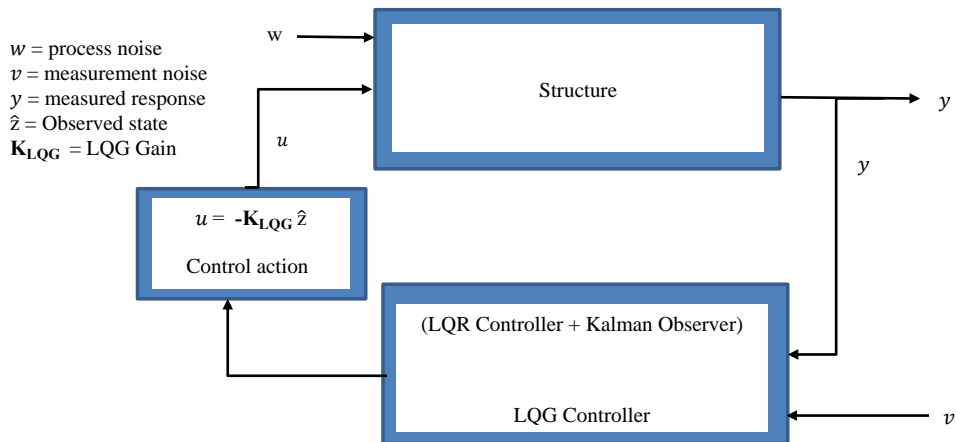 w = process noise
v = measurement noise
y = measured response
ẑ = Observed state
K_LQG = LQG Gain
w
Structure
y
u
y
u = -K_LQG ẑ
Control action
(LQR Controller + Kalman Observer)
LQG Controller
v